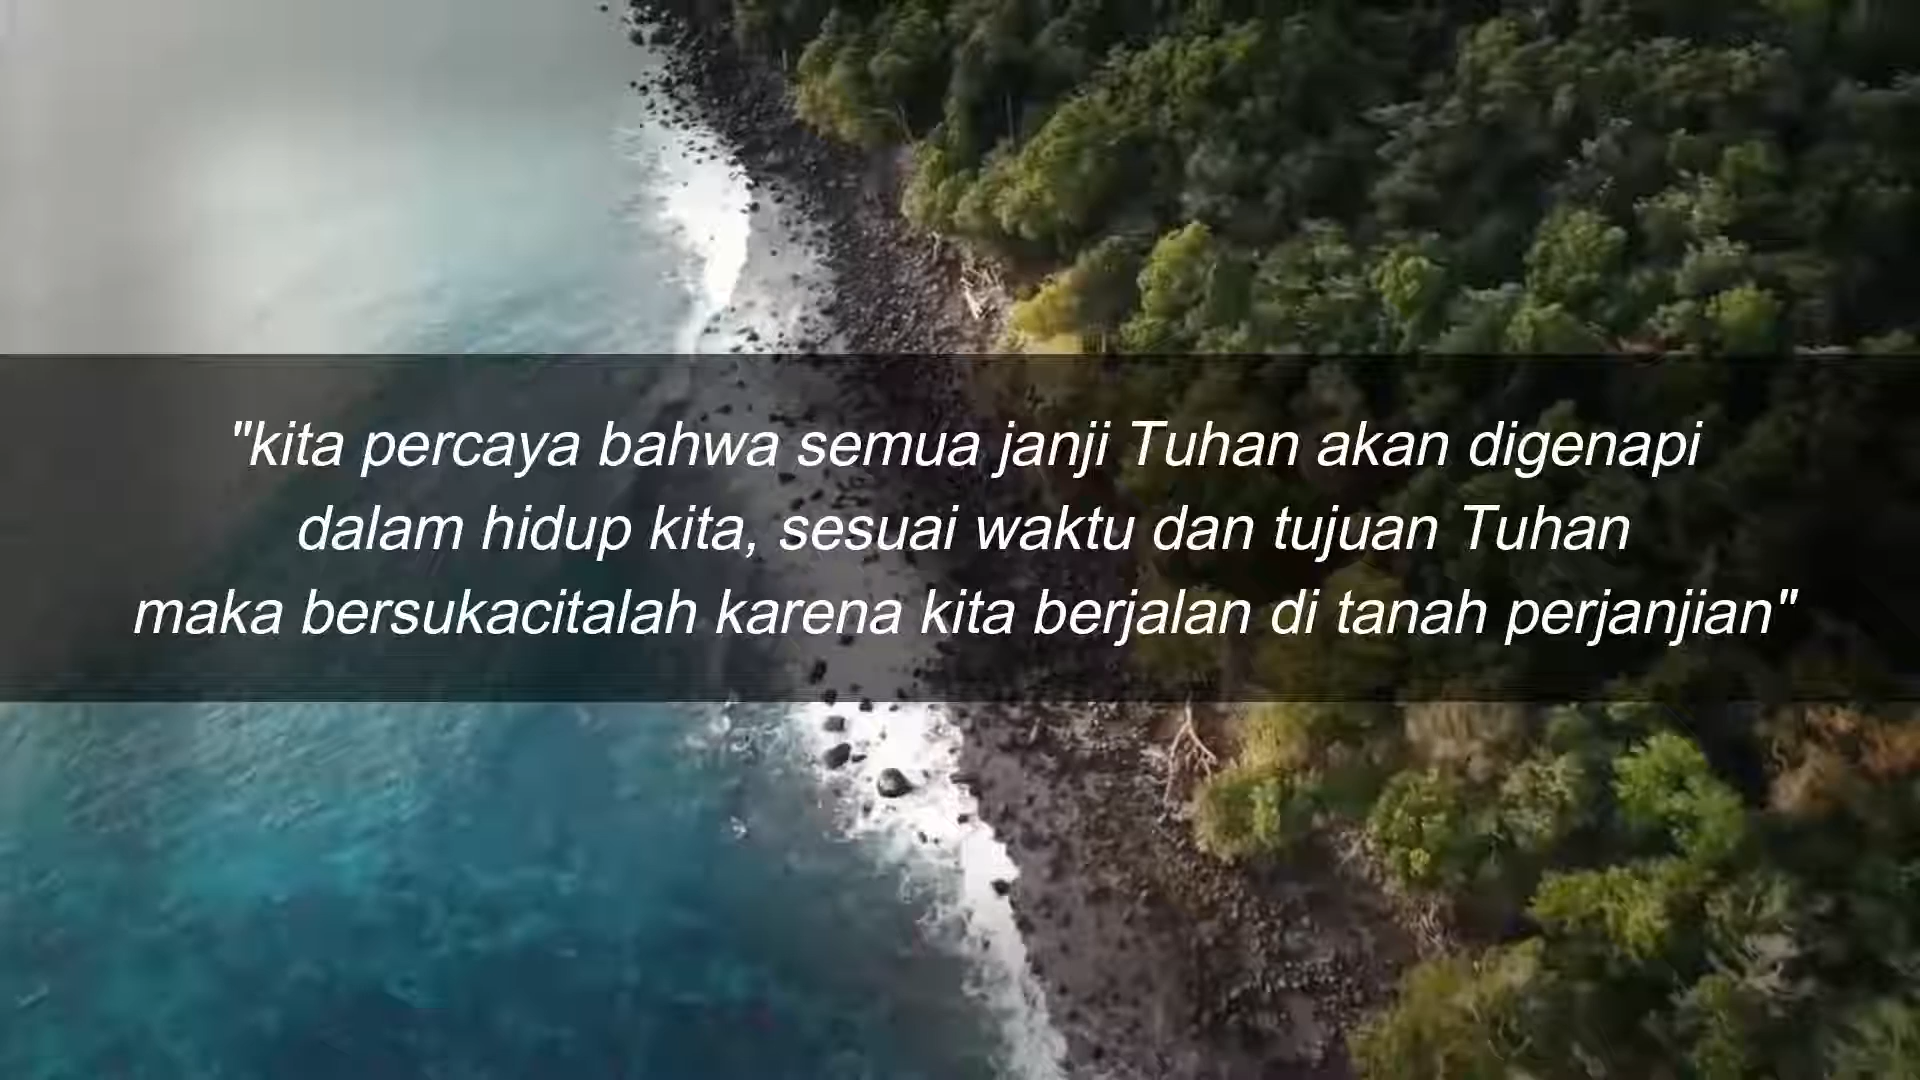 "kita percaya bahwa semua janji Tuhan akan digenapi
dalam hidup kita, sesuai waktu dan tujuan Tuhan
maka bersukacitalah karena kita berjalan di tanah perjanjian"